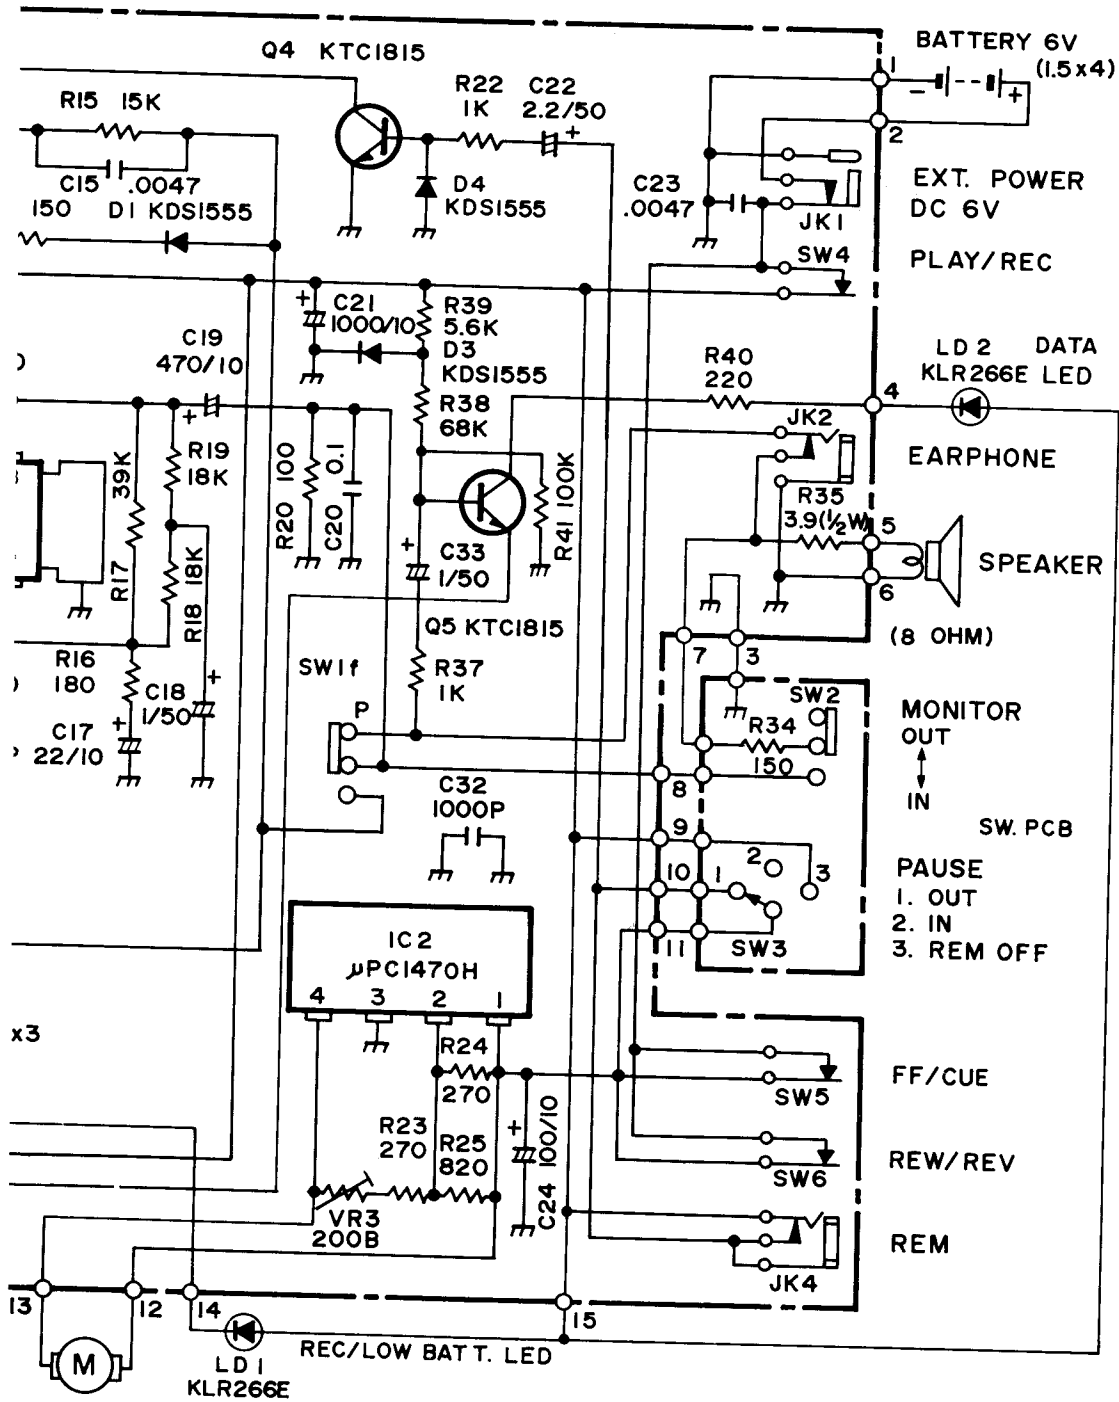 Q4 KTC1815
BATTERY 6V
(1.5x4)
1
- +
2
R15 15K
R22
1K
C22
2.2/50
+
C15 .0047
150 D1 KDS1555
D4
KDS1555
C23
.0047
JK1
EXT. POWER
DC 6V
SW4
PLAY/REC
+
C21
1000/10
R39
5.6K
D3
KDS1555
C19
470/10
+
R38
68K
R40
220
4
LD2 DATA
KLR266E LED
JK2
EARPHONE
39K
R17
R19
18K
R18 18K
R20 100
C20 0.1
+
C33
1/50
R41 100K
R35
3.9(1/2W)
5
6
SPEAKER
(8 OHM)
Q5 KTC1815
7
3
R16
180
C18
1/50
+
C17
22/10
+
SW1f
P
R37
1K
SW2
R34
150
MONITOR
OUT
IN
8
C32
1000P
9
SW. PCB
10
1
2
3
PAUSE
1. OUT
2. IN
3. REM OFF
11
SW3
IC2
μPC1470H
4 3 2 1
x3
R24
270
SW5
FF/CUE
R23
270
R25
820
+
C24 100/10
SW6
REW/REV
VR3
200B
REM
JK4
13
12
14
15
M
LD1
KLR266E
REC/LOW BATT. LED